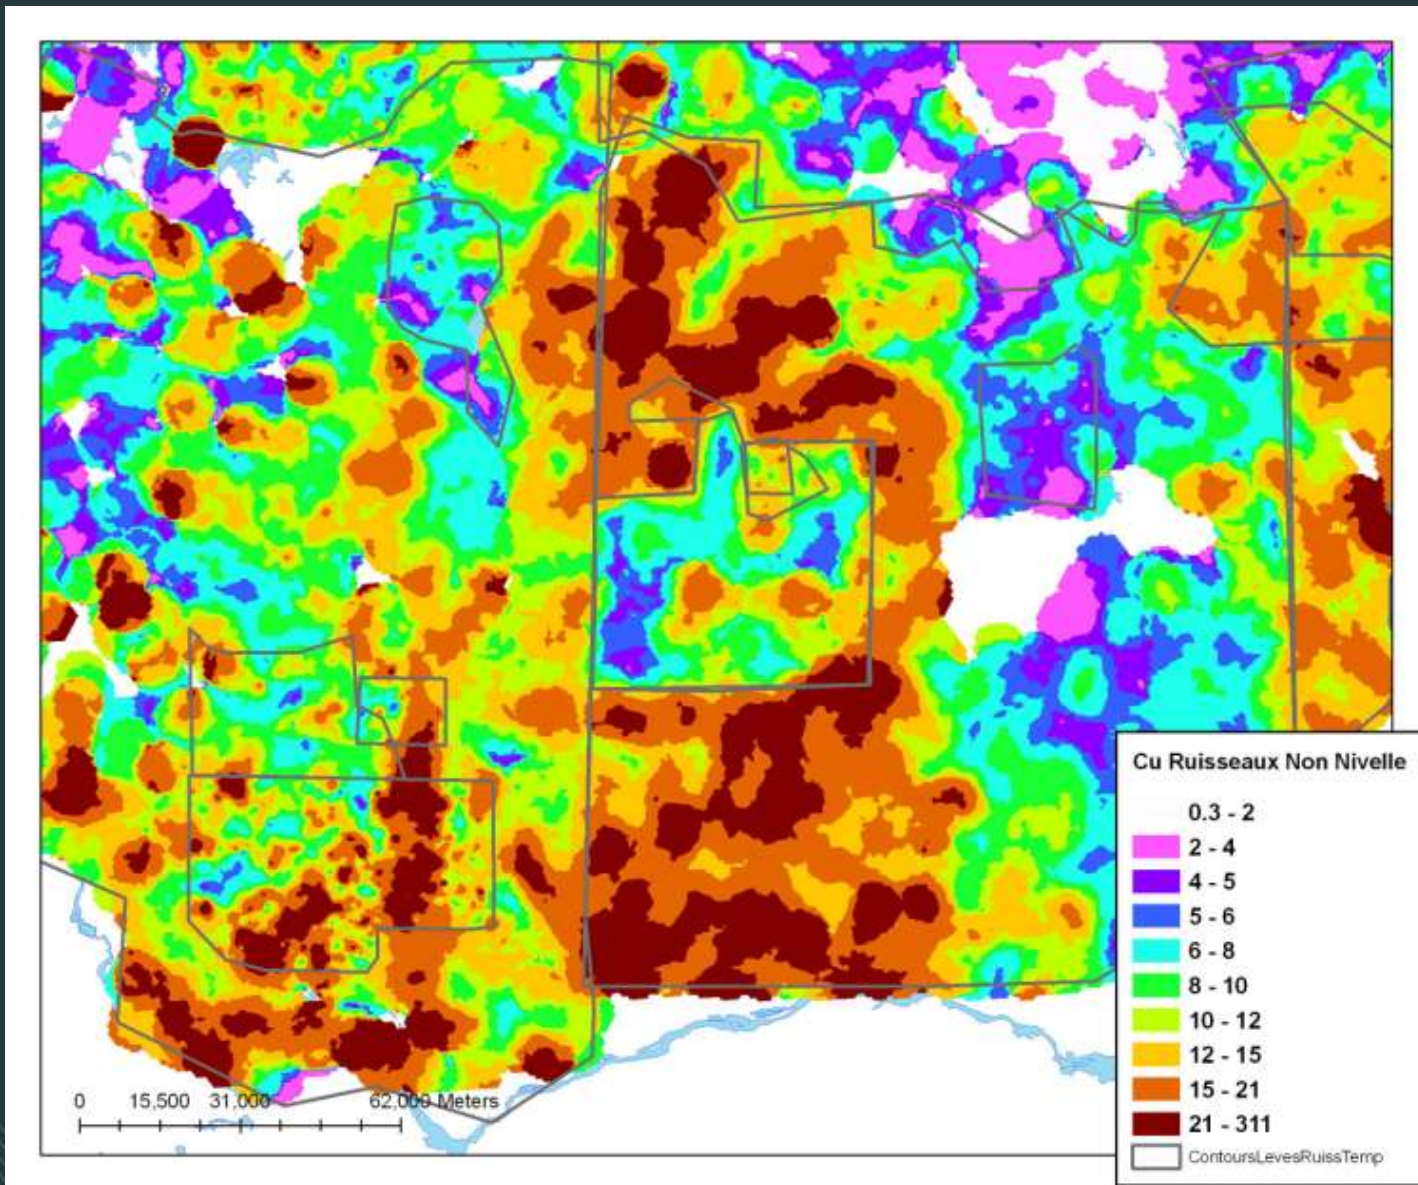 Cu Ruisseaux Non Nivelle
0.3 - 2
2 - 4
4 - 5
5 - 6
6 - 8
8 - 10
10 - 12
12 - 15
15 - 21
21 - 311
ContoursLevesRuissTemp
0 15,500 31,000 62,000 Meters